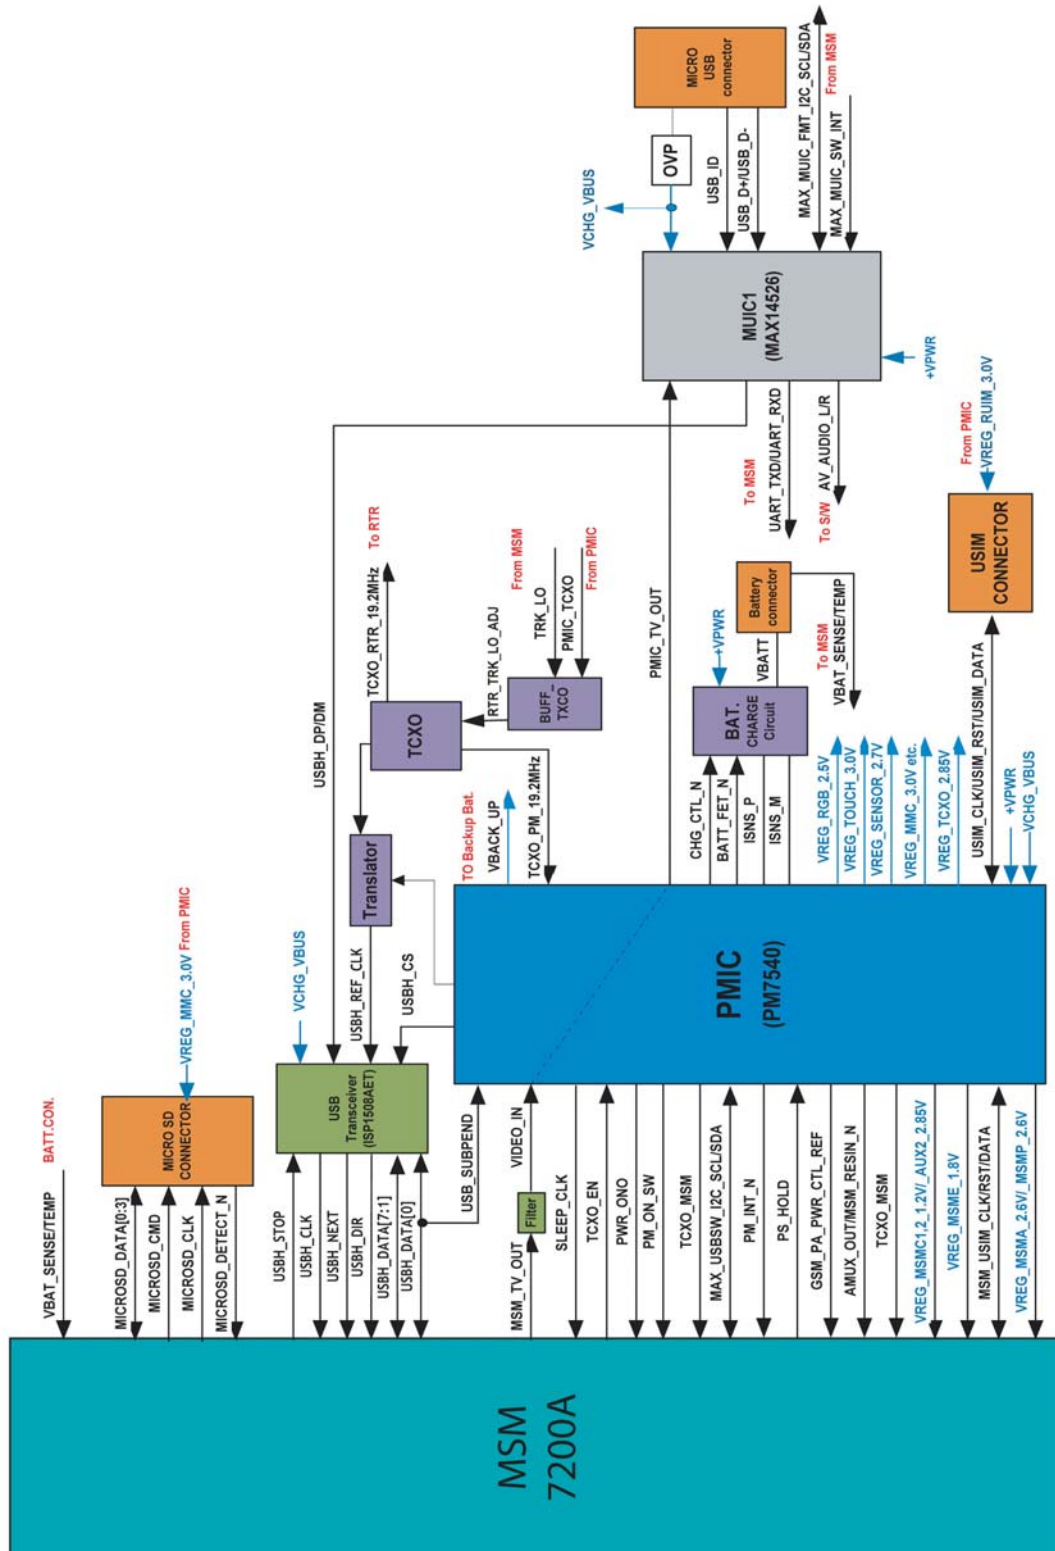 MSM
7200A
VBAT_SENSE/TEMP
BATT.CON.
MICROSD_DATA[0:3]
MICROSD_CMD
MICROSD_CLK
MICROSD_DETECT_N
MICRO SD
CONNECTOR
VREG_MMC_3.0V From PMIC
USBH_STOP
USBH_CLK
USBH_NEXT
USBH_DIR
USBH_DATA[7:1]
USBH_DATA[0]
USB
Transceiver
(ISP1508AET)
VCHG_VBUS
USBH_DP/DM
USBH_REF_CLK
USBH_CS
USB_SUBPEND
Translator
TCXO
TCXO_RTR_19.2MHz
To RTR
RTR_TRK_LO_ADJ
BUFF_
TXCO
TRK_LO
From MSM
PMIC_TCXO
From PMIC
TCXO_PM_19.2MHz
TO Backup Bat.
VBACK_UP
MSM_TV_OUT
Filter
VIDEO_IN
SLEEP_CLK
TCXO_EN
PWR_ONO
PM_ON_SW
TCXO_MSM
MAX_USBSW_I2C_SCL/SDA
PM_INT_N
PS_HOLD
GSM_PA_PWR_CTL_REF
AMUX_OUT/MSM_RESIN_N
TCXO_MSM
VREG_MSMC1,2_1.2V/_AUX2_2.85V
VREG_MSME_1.8V
MSM_USIM_CLK/RST/DATA
VREG_MSMA_2.6V/_MSMP_2.6V
PMIC
(PM7540)
PMIC_TV_OUT
CHG_CTL_N
BATT_FET_N
ISNS_P
ISNS_M
BAT.
CHARGE
Circuit
+VPWR
VBATT
Battery
connector
To MSM
VBAT_SENSE/TEMP
VREG_RGB_2.5V
VREG_TOUCH_3.0V
VREG_SENSOR_2.7V
VREG_MMC_3.0V etc.
VREG_TCXO_2.85V
USIM_CLK/USIM_RST/USIM_DATA
+VPWR
VCHG_VBUS
USIM
CONNECTOR
From PMIC
VREG_RUIM_3.0V
MUIC1
(MAX14526)
To MSM
UART_TXD/UART_RXD
To S/W
AV_AUDIO_L/R
+VPWR
VCHG_VBUS
OVP
MICRO
USB
connector
USB_ID
USB_D+/USB_D-
MAX_MUIC_FMT_I2C_SCL/SDA
From MSM
MAX_MUIC_SW_INT